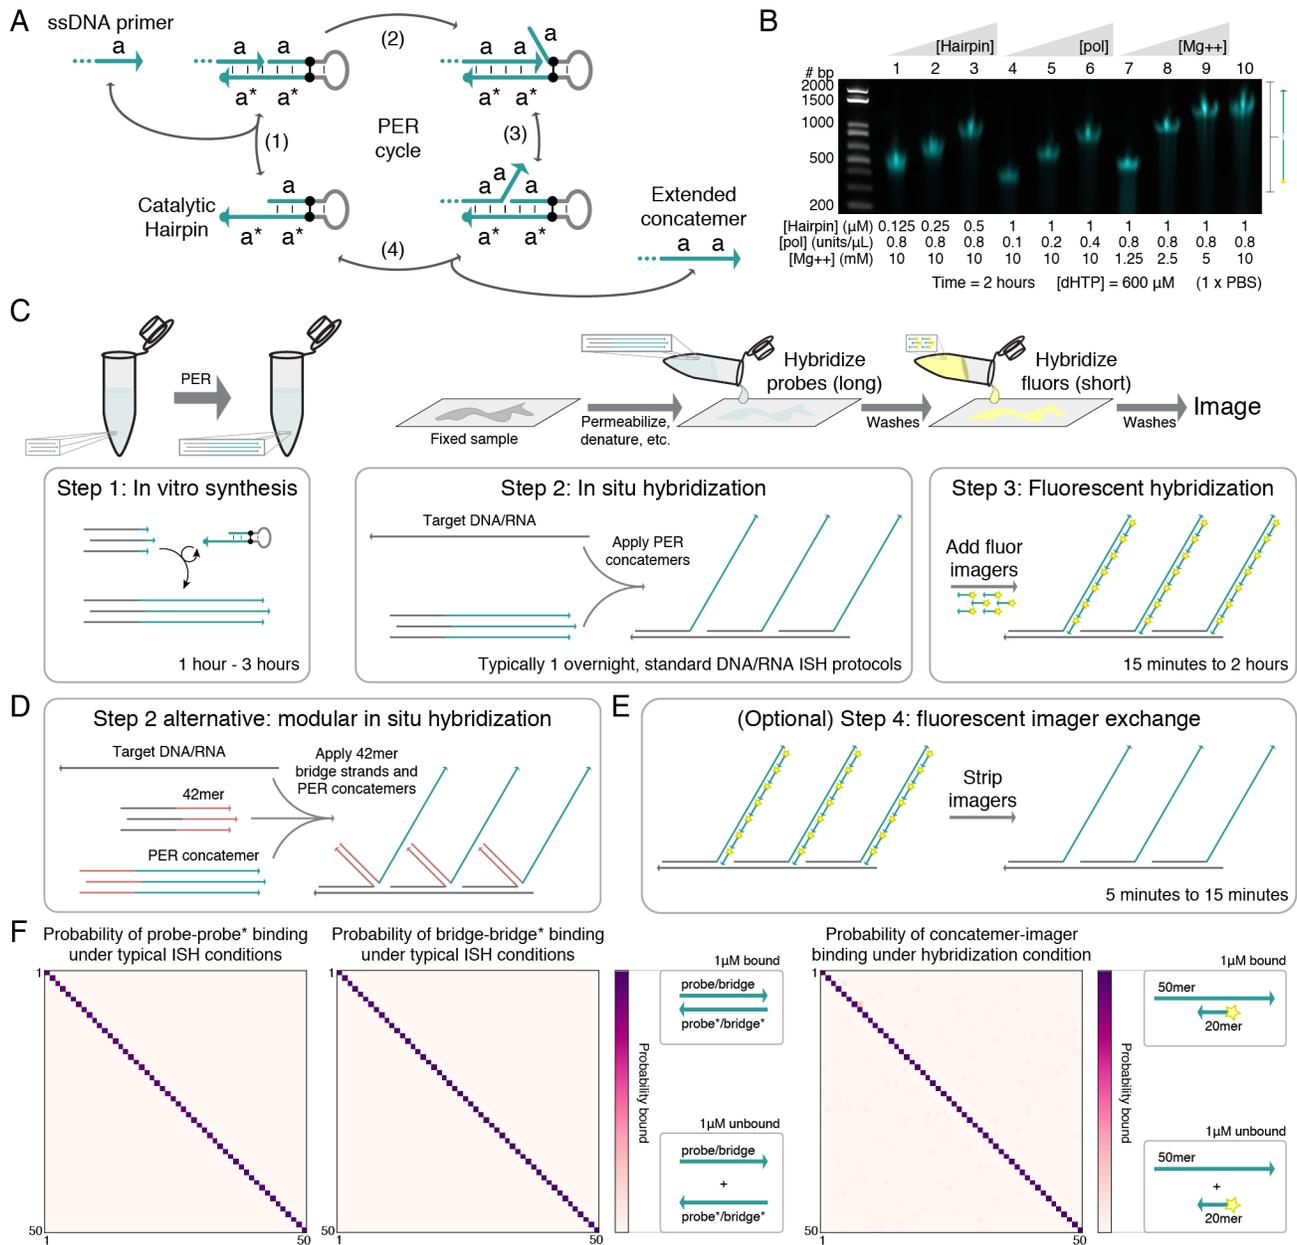 A
ssDNA primer
a
a a
a* a*
(2)
a
a a
a* a*
(1)
PER
cycle
(3)
Catalytic
Hairpin
a
a* a*
a
a a
a* a*
(4)
Extended
concatemer
a a
B
[Hairpin] [pol] [Mg++]
# bp 1 2 3 4 5 6 7 8 9 10
2000
1500
1000
500
200
[Hairpin] (µM) 0.125 0.25 0.5 1 1 1 1 1 1 1
[pol] (units/µL) 0.8 0.8 0.8 0.1 0.2 0.4 0.8 0.8 0.8 0.8
[Mg++] (mM) 10 10 10 10 10 10 1.25 2.5 5 10
Time = 2 hours [dHTP] = 600 µM (1 x PBS)
C
PER
Fixed sample
Permeabilize,
denature, etc.
Hybridize
probes (long)
Washes
Hybridize
fluors (short)
Washes
Image
Step 1: In vitro synthesis
1 hour - 3 hours
Step 2: In situ hybridization
Target DNA/RNA
Apply PER
concatemers
Typically 1 overnight, standard DNA/RNA ISH protocols
Step 3: Fluorescent hybridization
Add fluor
imagers
15 minutes to 2 hours
D
Step 2 alternative: modular in situ hybridization
Target DNA/RNA
42mer
PER concatemer
Apply 42mer
bridge strands and
PER concatemers
E
(Optional) Step 4: fluorescent imager exchange
Strip
imagers
5 minutes to 15 minutes
F
Probability of probe-probe* binding
under typical ISH conditions
1
50
1 50
Probability of bridge-bridge* binding
under typical ISH conditions
1
50
1 50
Probability bound
1µM bound
probe/bridge
probe*/bridge*
1µM unbound
probe/bridge
+
probe*/bridge*
Probability of concatemer-imager
binding under hybridization condition
1
50
1 50
Probability bound
1µM bound
50mer
20mer
1µM unbound
50mer
+
20mer